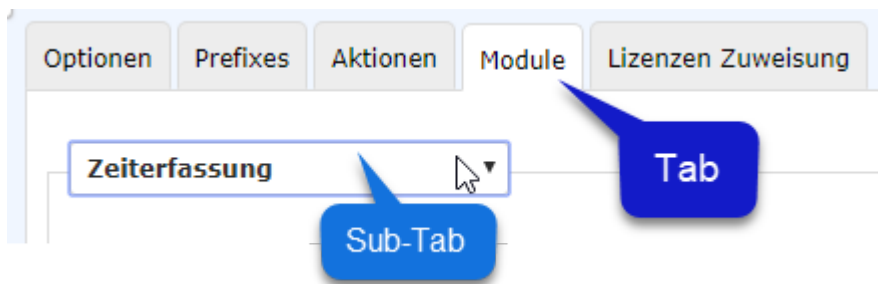 Optionen Prefixes Aktionen Module Lizenzen Zuweisung
Zeiterfassung
Tab
Sub-Tab